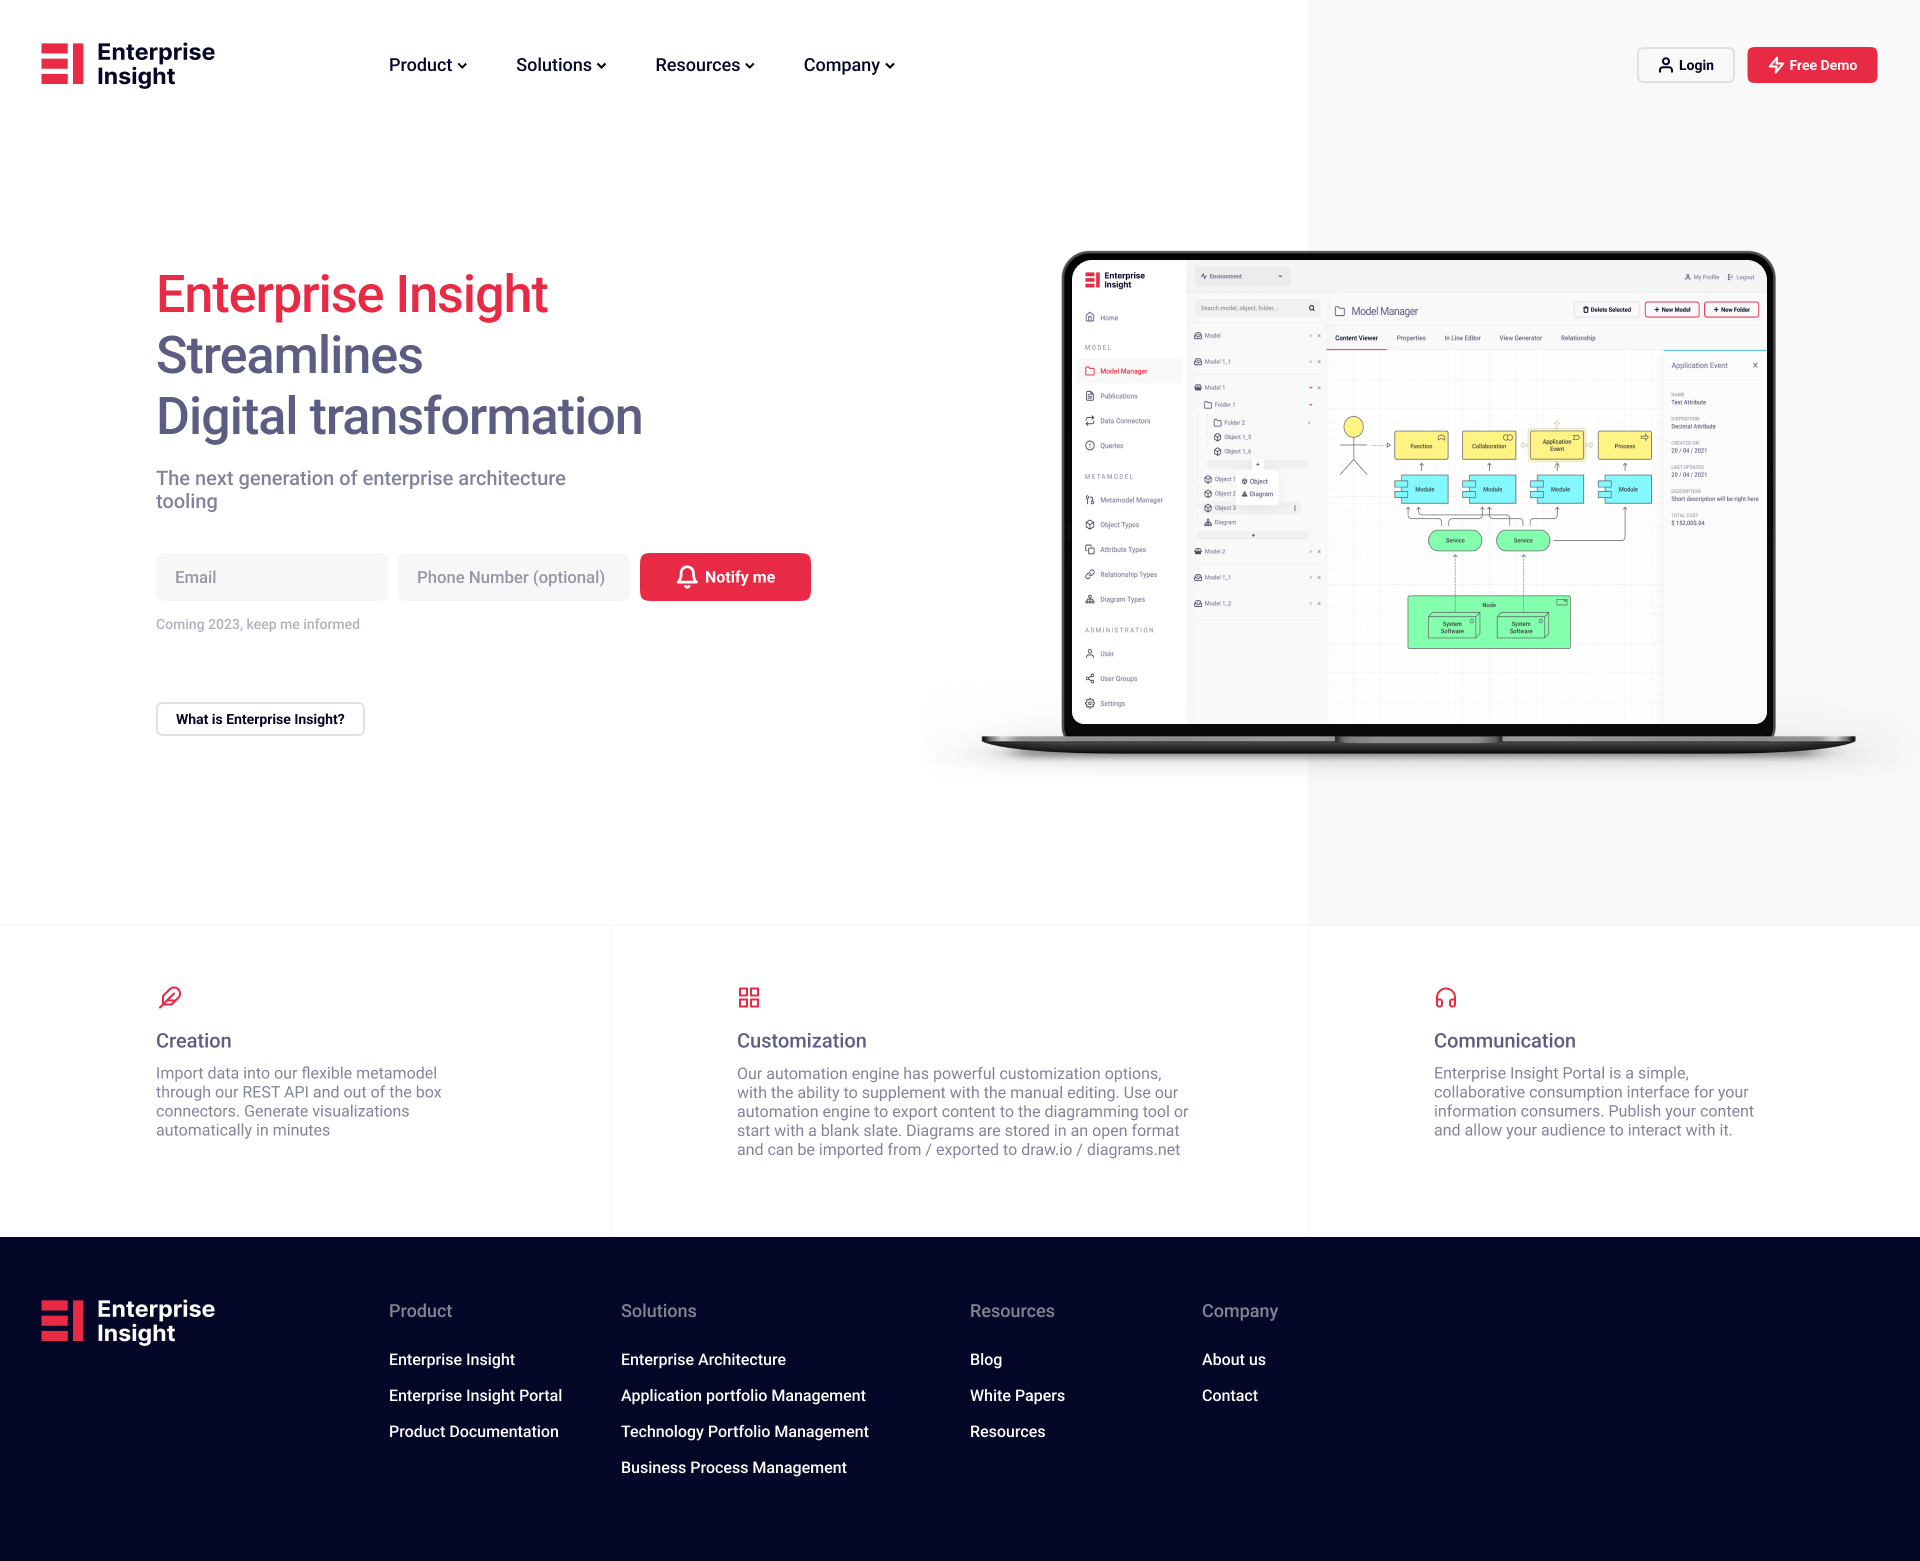 Enterprise
Insight
Product
Solutions
Resources
Company
Login
Free Demo
Enterprise Insight
Streamlines
Digital transformation
The next generation of enterprise architecture
tooling
Email
Phone Number (optional)
Notify me
Coming 2023, keep me informed
What is Enterprise Insight?
Enterprise
Insight
Home
MODEL
Model Manager
Publications
Data Connectors
Queries
METAMODEL
Metamodel Manager
Object Types
Attribute Types
Relationship Types
Diagram Types
ADMINISTRATION
User
User Groups
Settings
Environment
Search model, object, folder...
Model
Model 1_1
Model 1
Folder 1
Folder 2
Object 1_5
Object 1_6
Object 1
Object 2
Object
Diagram
Object 3
Diagram
Model 2
Model 1_1
Model 1_2
My Profile
Logout
Model Manager
Delete Selected
+ New Model
+ New Folder
Content Viewer
Properties
In Line Editor
View Generator
Relationship
Function
Collaboration
Application
Event
Process
Module
Module
Module
Module
Service
Service
Node
System
Software
System
Software
Application Event
NAME
Text Attribute
DISPOSITION
Decimal Attribute
CREATED ON
20 / 04 / 2021
LAST UPDATED
20 / 04 / 2021
DESCRIPTION
Short description will be right here
TOTAL COST
$ 152,000.04
Creation
Import data into our flexible metamodel
through our REST API and out of the box
connectors. Generate visualizations
automatically in minutes
Customization
Our automation engine has powerful customization options,
with the ability to supplement with the manual editing. Use our
automation engine to export content to the diagramming tool or
start with a blank slate. Diagrams are stored in an open format
and can be imported from / exported to draw.io / diagrams.net
Communication
Enterprise Insight Portal is a simple,
collaborative consumption interface for your
information consumers. Publish your content
and allow your audience to interact with it.
Enterprise
Insight
Product
Enterprise Insight
Enterprise Insight Portal
Product Documentation
Solutions
Enterprise Architecture
Application portfolio Management
Technology Portfolio Management
Business Process Management
Resources
Blog
White Papers
Resources
Company
About us
Contact